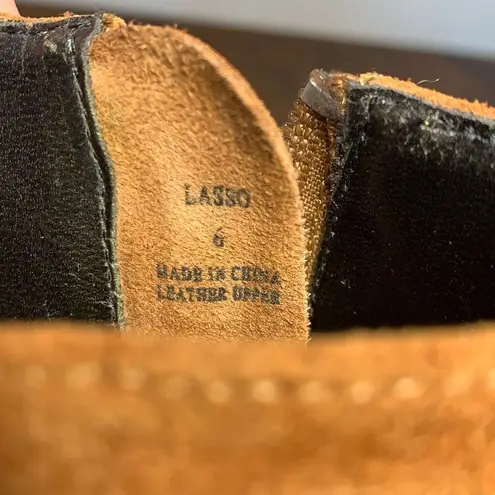 LASSO
6
MADE IN CHINA
LEATHER UPPER